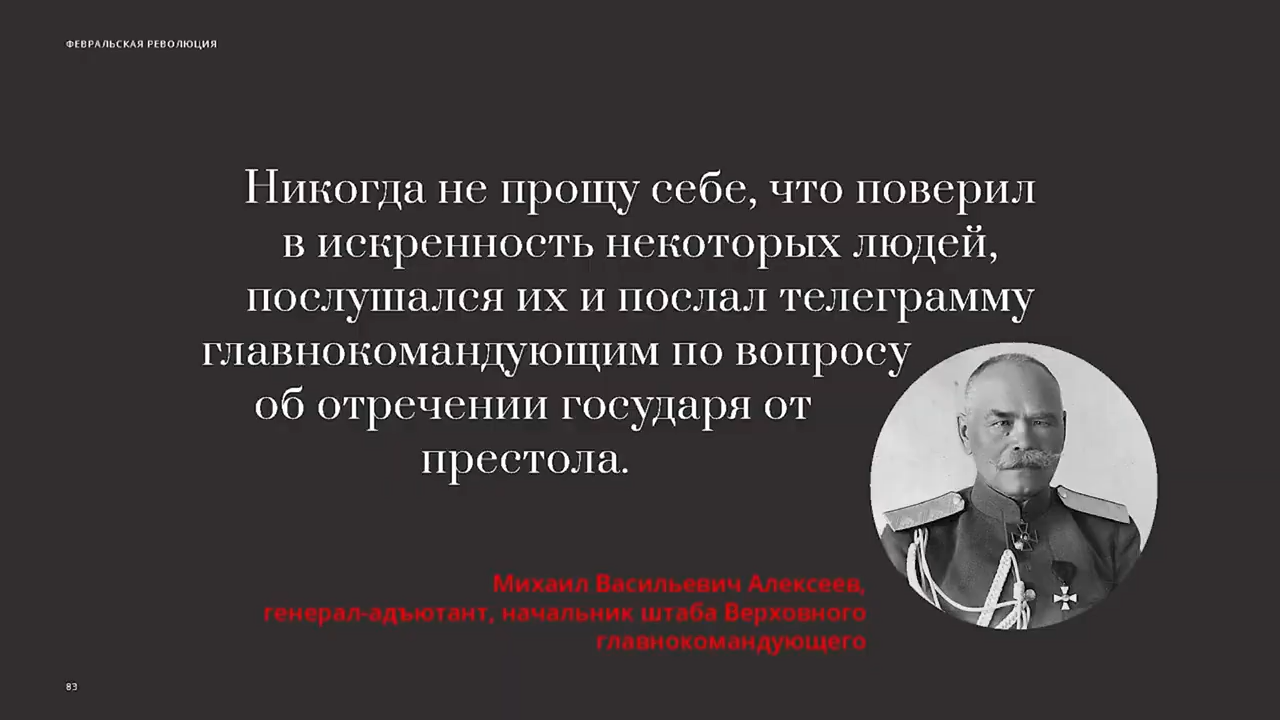 ФЕВРАЛЬСКАЯ РЕВОЛЮЦИЯ
Никогда не прощу себе, что поверил
в искренность некоторых людей,
послушался их и послал телеграмму
главнокомандующим по вопросу
об отречении государя от
престола.
Михаил Васильевич Алексеев,
генерал-адъютант, начальник штаба Верховного
главнокомандующего
83